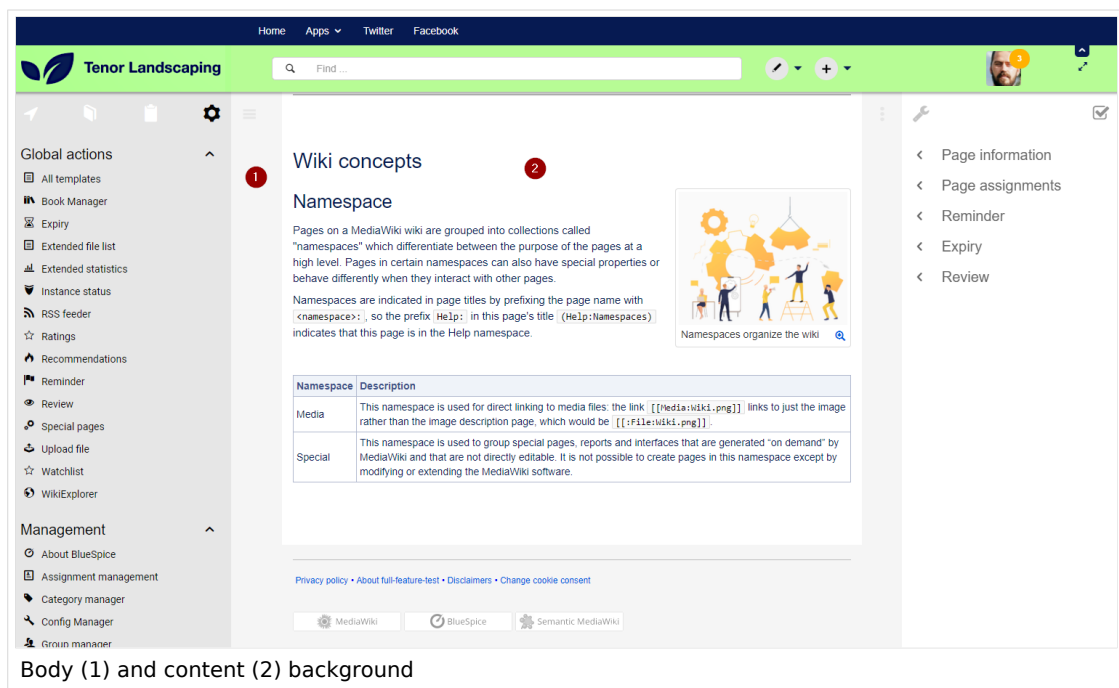 Home Apps Twitter Facebook
Tenor Landscaping
Find ...
3
Global actions
All templates
Book Manager
Expiry
Extended file list
Extended statistics
Instance status
RSS feeder
Ratings
Recommendations
Reminder
Review
Special pages
Upload file
Watchlist
WikiExplorer
Management
About BlueSpice
Assignment management
Category manager
Config Manager
Group manager
1
2
Wiki concepts
Namespace
Pages on a MediaWiki wiki are grouped into collections called
"namespaces" which differentiate between the purpose of the pages at a
high level. Pages in certain namespaces can also have special properties or
behave differently when they interact with other pages.
Namespaces are indicated in page titles by prefixing the page name with
<namespace>: , so the prefix Help: in this page's title (Help:Namespaces)
indicates that this page is in the Help namespace.
Namespaces organize the wiki
Namespace Description
Media This namespace is used for direct linking to media files: the link [[Media:Wiki.png]] links to just the image
rather than the image description page, which would be [[:File:Wiki.png]] .
This namespace is used to group special pages, reports and interfaces that are generated "on demand" by
Special MediaWiki and that are not directly editable. It is not possible to create pages in this namespace except by
modifying or extending the MediaWiki software.
Privacy policy • About full-feature-test • Disclaimers • Change cookie consent
MediaWiki BlueSpice Semantic MediaWiki
Page information
Page assignments
Reminder
Expiry
Review
Body (1) and content (2) background